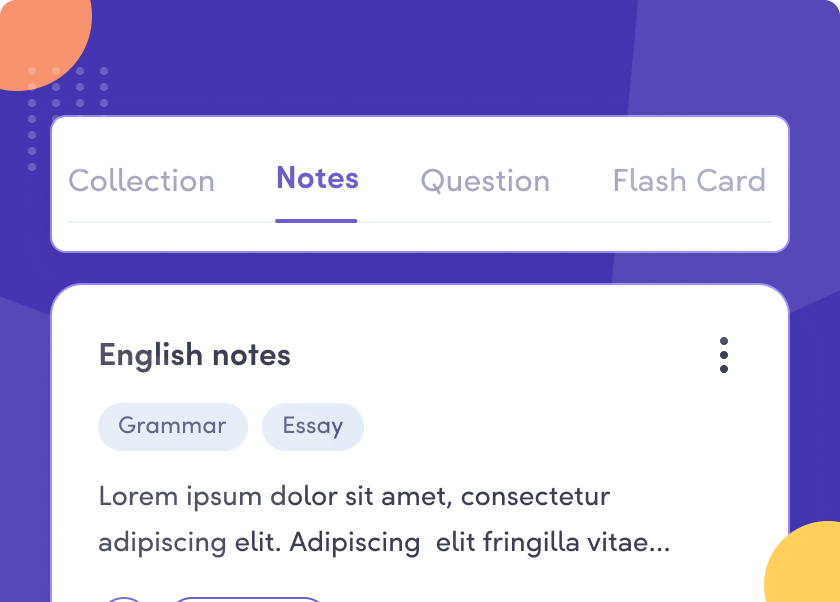 Collection Notes Question Flash Card
English notes
Grammar Essay
Lorem ipsum dolor sit amet, consectetur
adipiscing elit. Adipiscing  elit fringilla vitae...